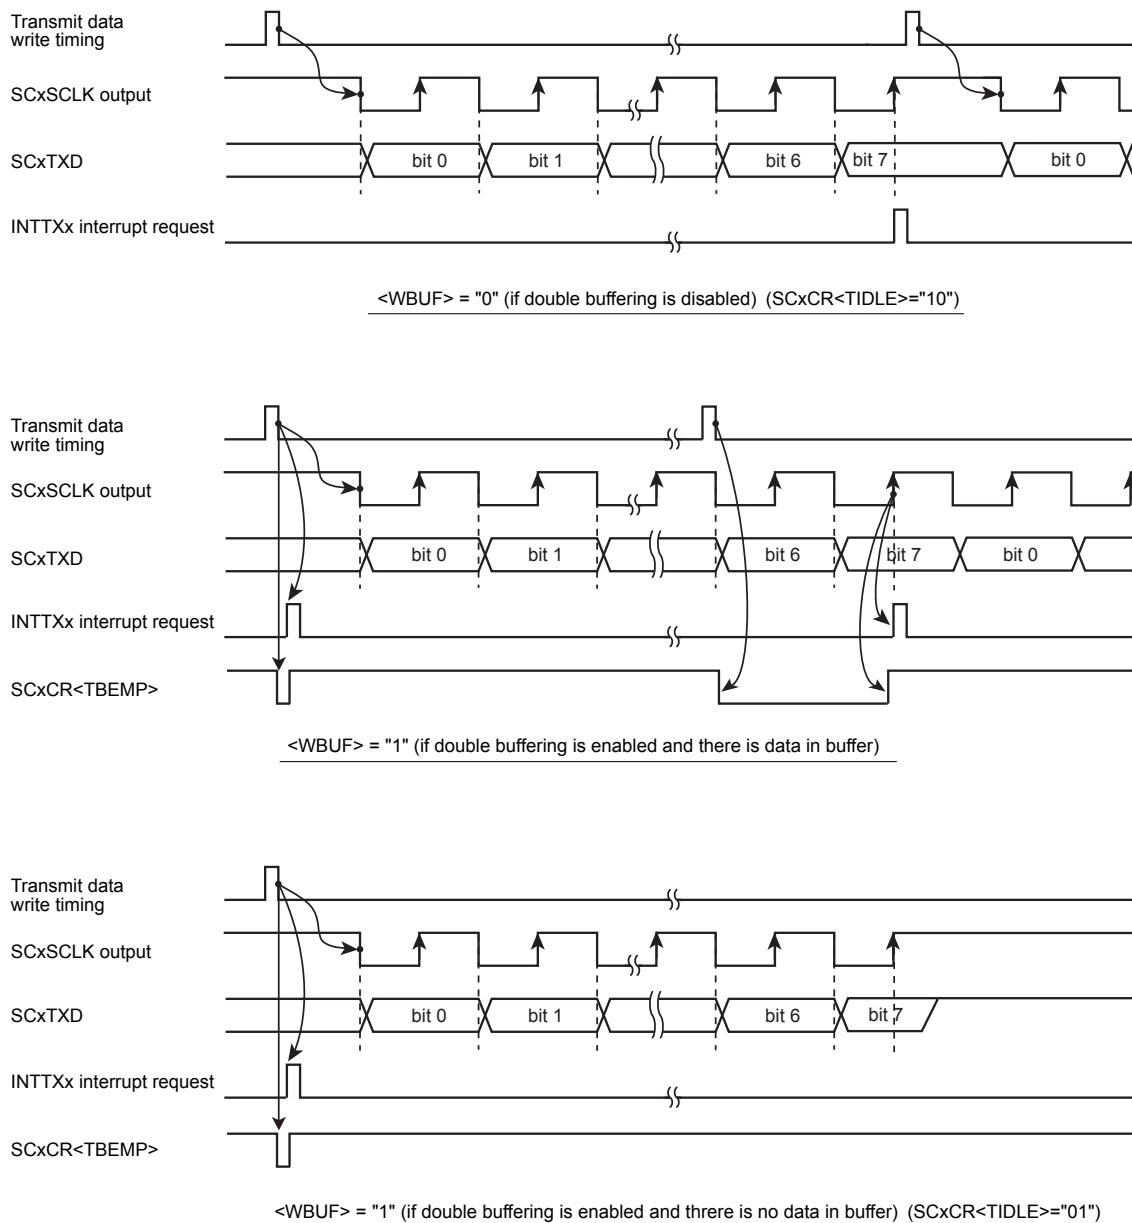 Transmit data
write timing
SCxSCLK output
SCxTXD
bit 0
bit 1
bit 6
bit 7
bit 0
INTTXx interrupt request
<WBUF> = "0" (if double buffering is disabled) (SCxCR<TIDLE>="10")
Transmit data
write timing
SCxSCLK output
SCxTXD
bit 0
bit 1
bit 6
bit 7
bit 0
INTTXx interrupt request
SCxCR<TBEMP>
<WBUF> = "1" (if double buffering is enabled and there is data in buffer)
Transmit data
write timing
SCxSCLK output
SCxTXD
bit 0
bit 1
bit 6
bit 7
INTTXx interrupt request
SCxCR<TBEMP>
<WBUF> = "1" (if double buffering is enabled and threre is no data in buffer) (SCxCR<TIDLE>="01")